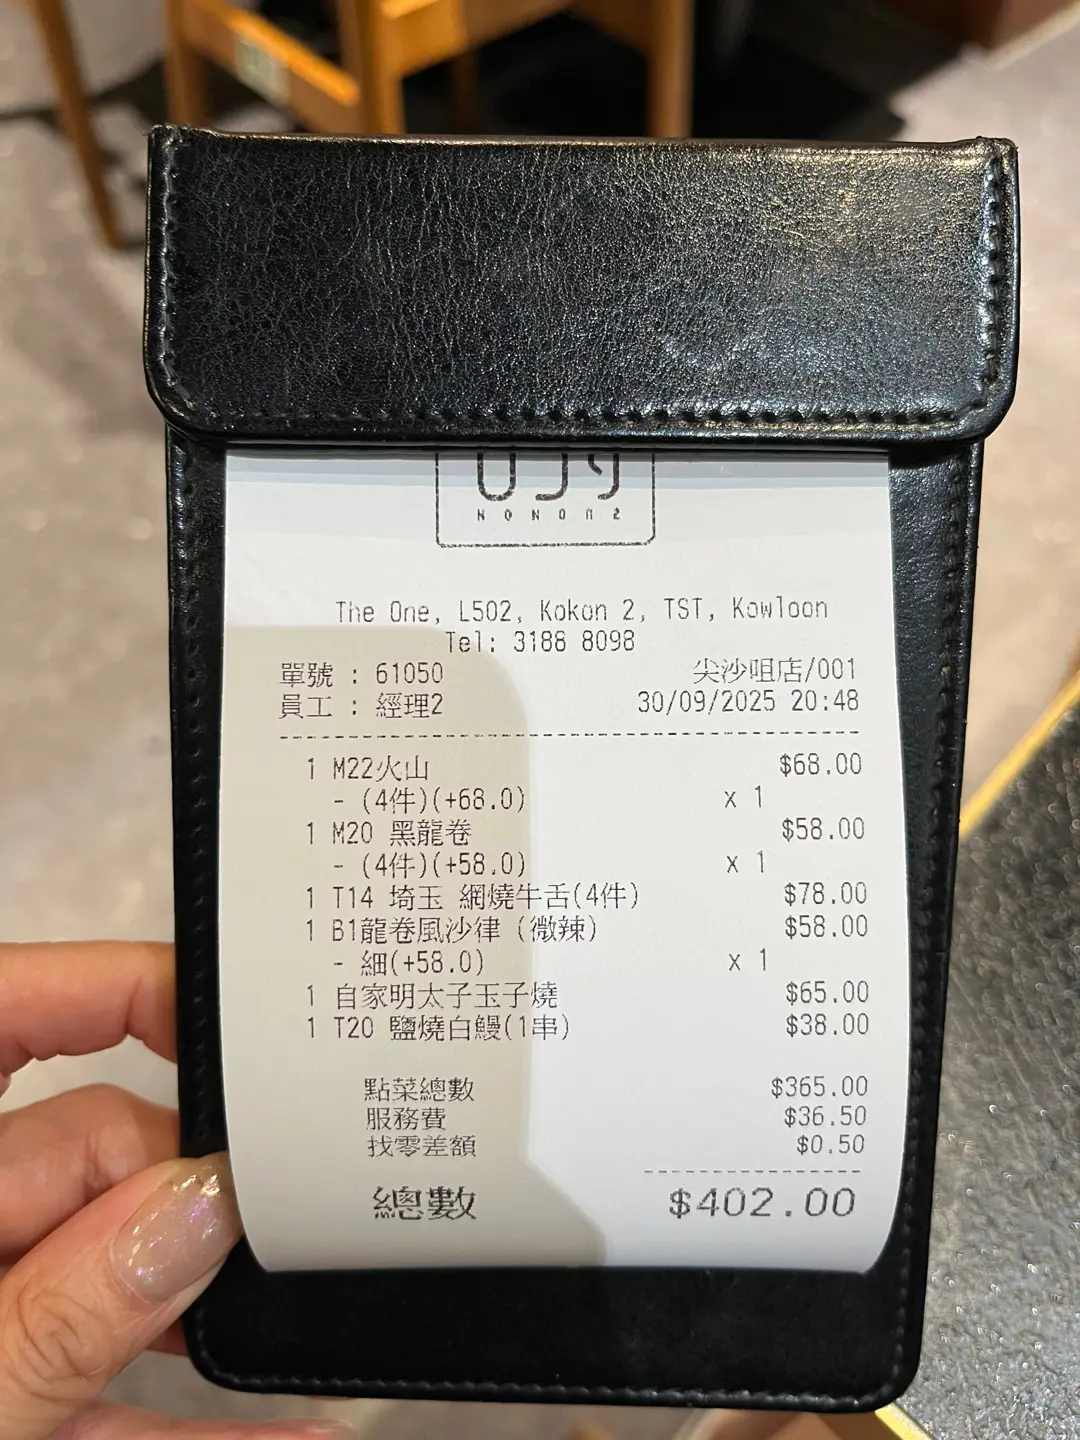 KOKON2
The One, L502, Kokon 2, TST, Kowloon
Tel: 3188 8098
單號 : 61050 尖沙咀店/001
員工 : 經理2 30/09/2025 20:48
1 M22火山 $68.00
- (4件)(+68.0) x 1
1 M20 黑龍卷 $58.00
- (4件)(+58.0) x 1
1 T14 埼玉 網燒牛舌(4件) $78.00
1 B1龍卷風沙律 (微辣) $58.00
- 細(+58.0) x 1
1 自家明太子玉子燒 $65.00
1 T20 鹽燒白鰻(1串) $38.00
點菜總數 $365.00
服務費 $36.50
找零差額 $0.50
總數 $402.00